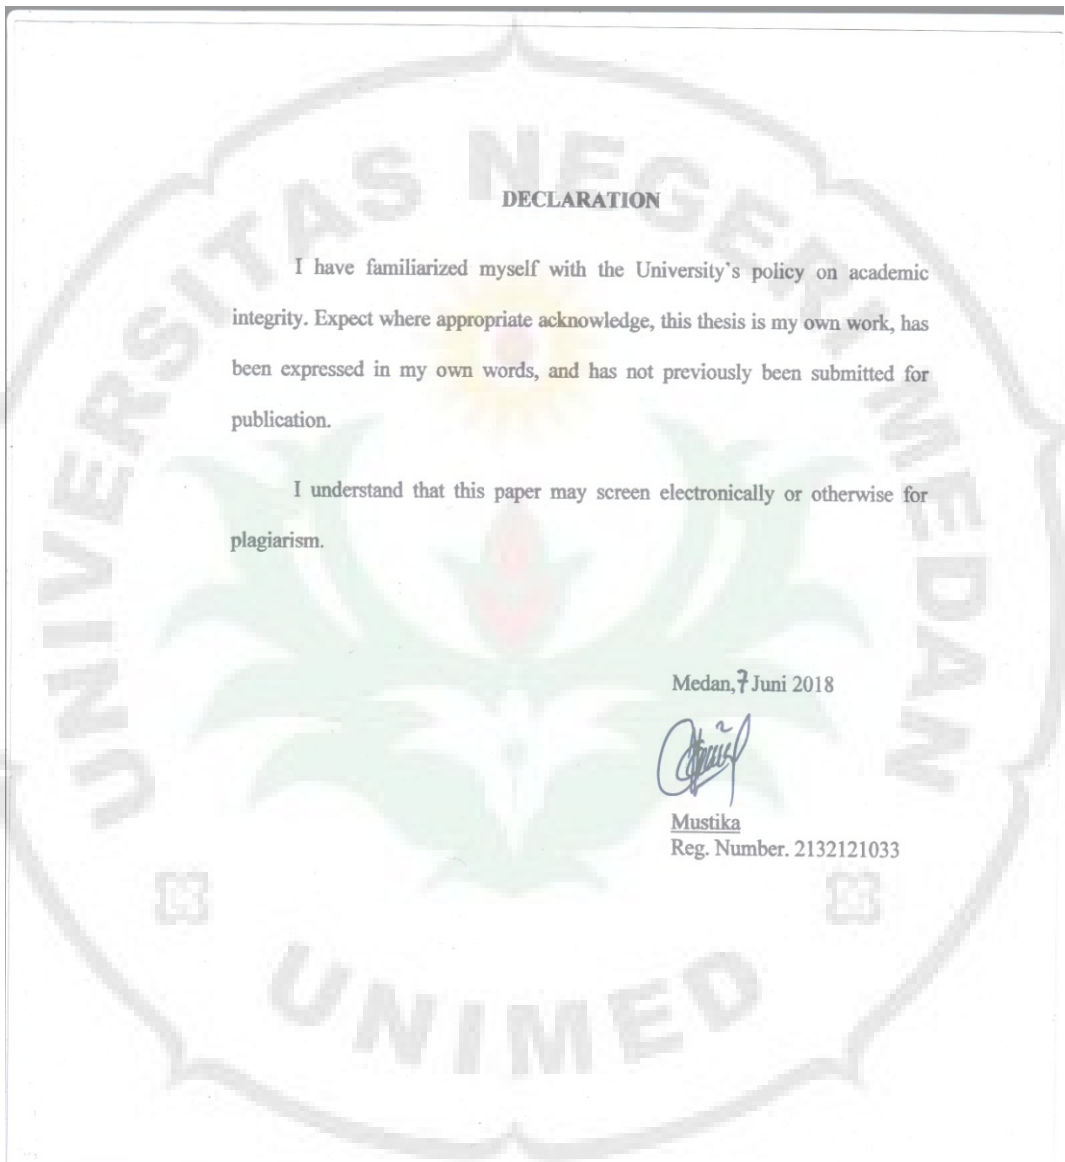 UNIVERSITAS NEGERI MEDAN
DECLARATION
I have familiarized myself with the University`s policy on academic
integrity. Expect where appropriate acknowledge, this thesis is my own work, has
been expressed in my own words, and has not previously been submitted for
publication.
I understand that this paper may screen electronically or otherwise for
plagiarism.
Medan, 7 Juni 2018
Mustika
Reg. Number. 2132121033
UNIMED